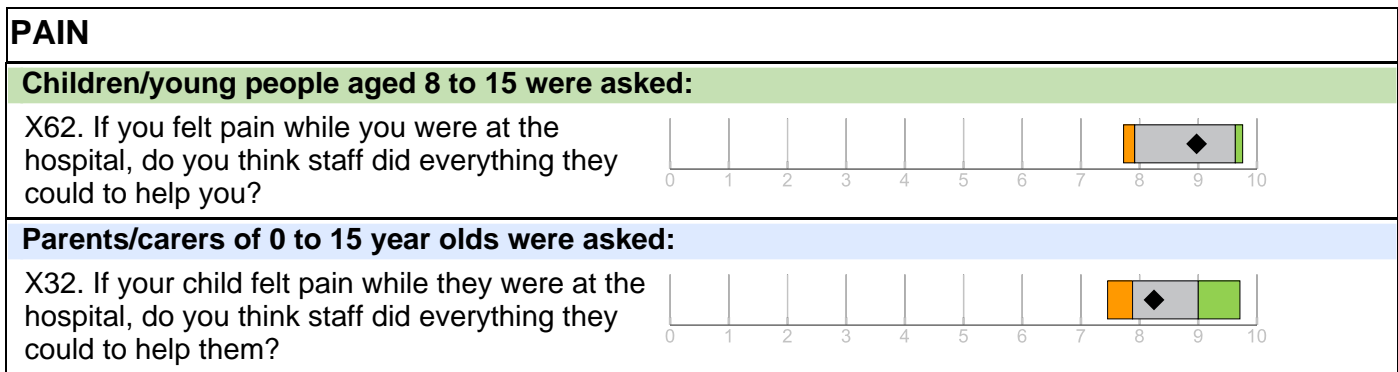 PAIN
Children/young people aged 8 to 15 were asked:
X62. If you felt pain while you were at the
hospital, do you think staff did everything they
could to help you?
0 1 2 3 4 5 6 7 8 9 10
Parents/carers of 0 to 15 year olds were asked:
X32. If your child felt pain while they were at the
hospital, do you think staff did everything they
could to help them?
0 1 2 3 4 5 6 7 8 9 10